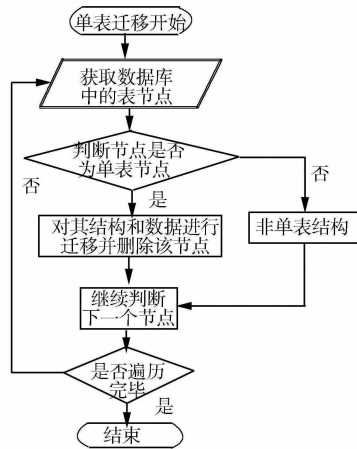 单表迁移开始
获取数据库
中的表节点
判断节点是否
为单表节点
否
是
否
对其结构和数据进行
迁移并删除该节点
非单表结构
继续判断
下一个节点
是否遍历
完毕
是
结束